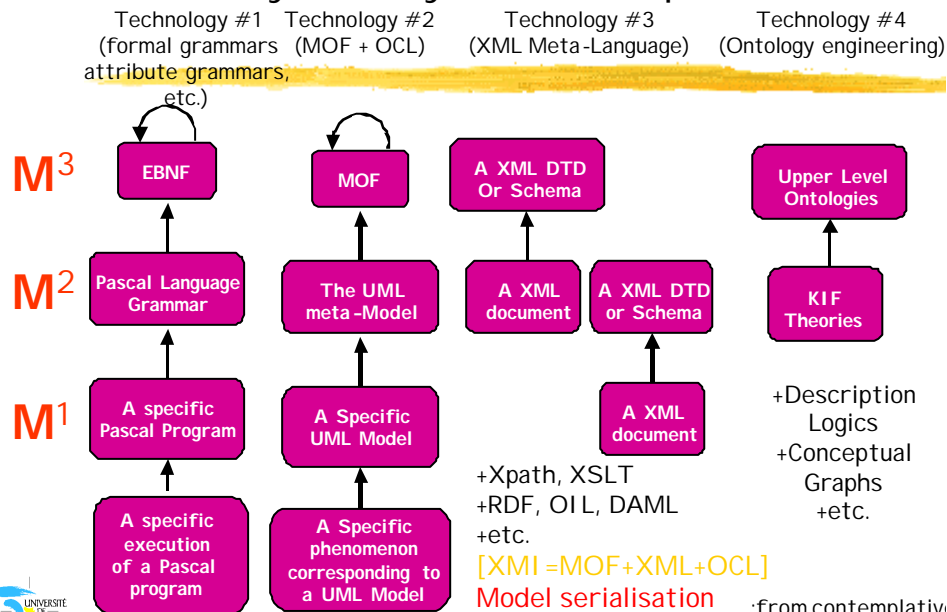 Technology #1
(formal grammars
attribute grammars,
etc.)
Technology #2
(MOF + OCL)
Technology #3
(XML Meta-Language)
Technology #4
(Ontology engineering)
M3
EBNF
MOF
A XML DTD
Or Schema
Upper Level
Ontologies
M2
Pascal Language
Grammar
The UML
meta-Model
A XML
document
A XML DTD
or Schema
KIF
Theories
M1
A specific
Pascal Program
A Specific
UML Model
A XML
document
+Description
Logics
+Conceptual
Graphs
+etc.
A specific
execution
of a Pascal
program
A Specific
phenomenon
corresponding to
a UML Model
+Xpath, XSLT
+RDF, OIL, DAML
+etc.
[XMI=MOF+XML+OCL]
Model serialisation
UNIVERSITÉ
:from contemplative